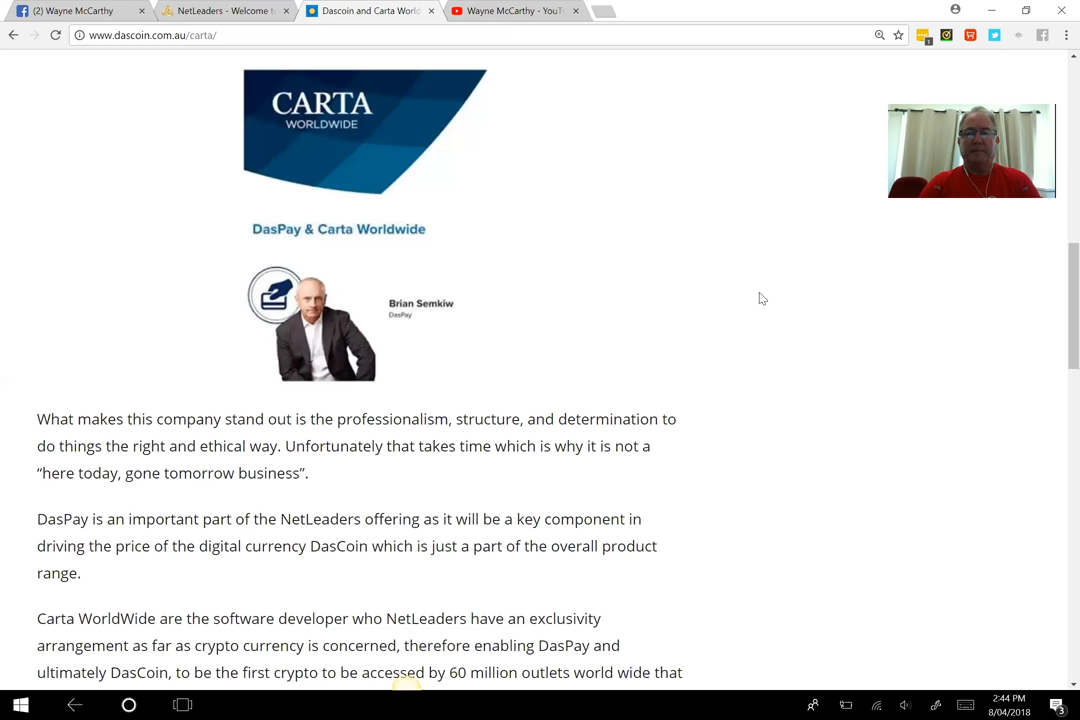 (2) Wayne McCarthy
NetLeaders - Welcome t
Dascoin and Carta World
Wayne McCarthy - YouT
www.dascoin.com.au/carta/
1
CARTA
WORLDWIDE
DasPay & Carta Worldwide
Brian Semkiw
DasPay
What makes this company stand out is the professionalism, structure, and determination to
do things the right and ethical way. Unfortunately that takes time which is why it is not a
“here today, gone tomorrow business”.
DasPay is an important part of the NetLeaders offering as it will be a key component in
driving the price of the digital currency DasCoin which is just a part of the overall product
range.
Carta WorldWide are the software developer who NetLeaders have an exclusivity
arrangement as far as crypto currency is concerned, therefore enabling DasPay and
ultimately DasCoin, to be the first crypto to be accessed by 60 million outlets world wide that
2:44 PM
8/04/2018
3